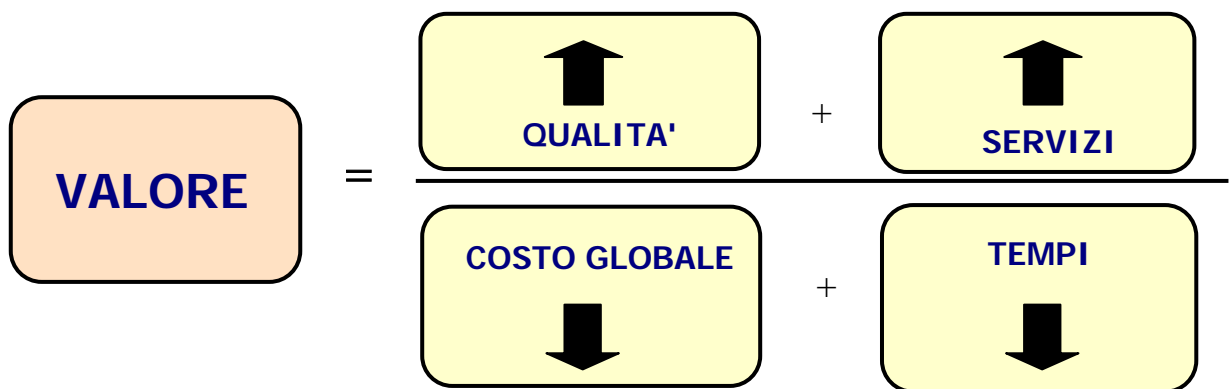 QUALITA'
+
SERVIZI
VALORE
=
COSTO GLOBALE
+
TEMPI